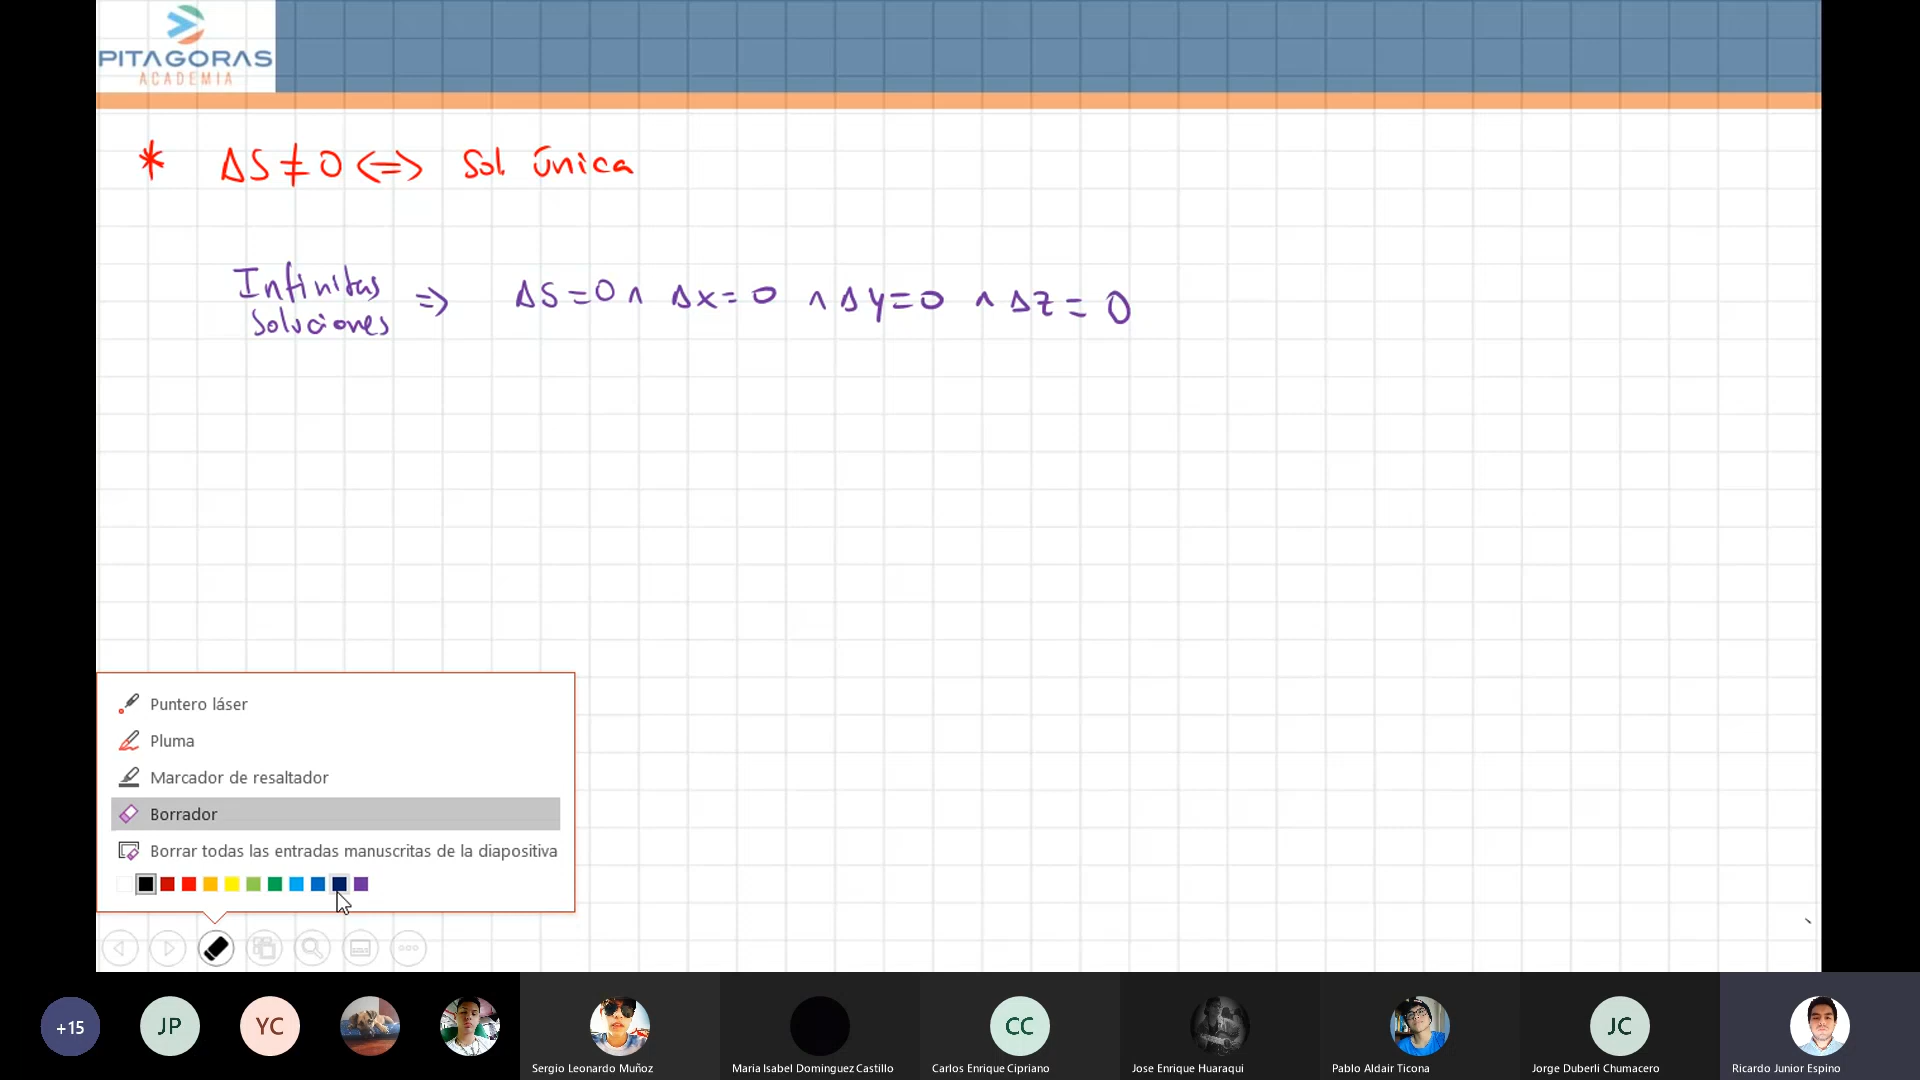 PITAGORAS
ACADEMIA
* ΔS ≠ 0 <=> Sol única
Infinitas soluciones => ΔS = 0 ∧ Δx = 0 ∧ Δy = 0 ∧ Δz = 0
Puntero láser
Pluma
Marcador de resaltador
Borrador
Borrar todas las entradas manuscritas de la diapositiva
+15 JP YC CC JC
Sergio Leonardo Muñoz Maria Isabel Dominguez Castillo Carlos Enrique Cipriano Jose Enrique Huaraqui Pablo Aldair Ticona Jorge Duberli Chumacero Ricardo Junior Espino